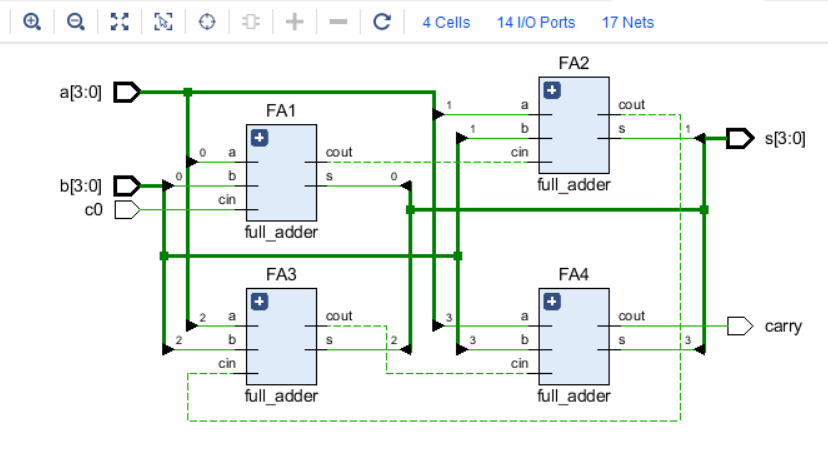 4 Cells 14 I/O Ports 17 Nets
FA2
a[3:0]
1 a cout
FA1
1 b s 1 s[3:0]
0 a cout cin
b[3:0] 0 b s 0 full_adder
c0 cin
full_adder
FA3 FA4
2 a cout 3 a cout carry
2 b s 2 3 b s 3
cin cin
full_adder full_adder